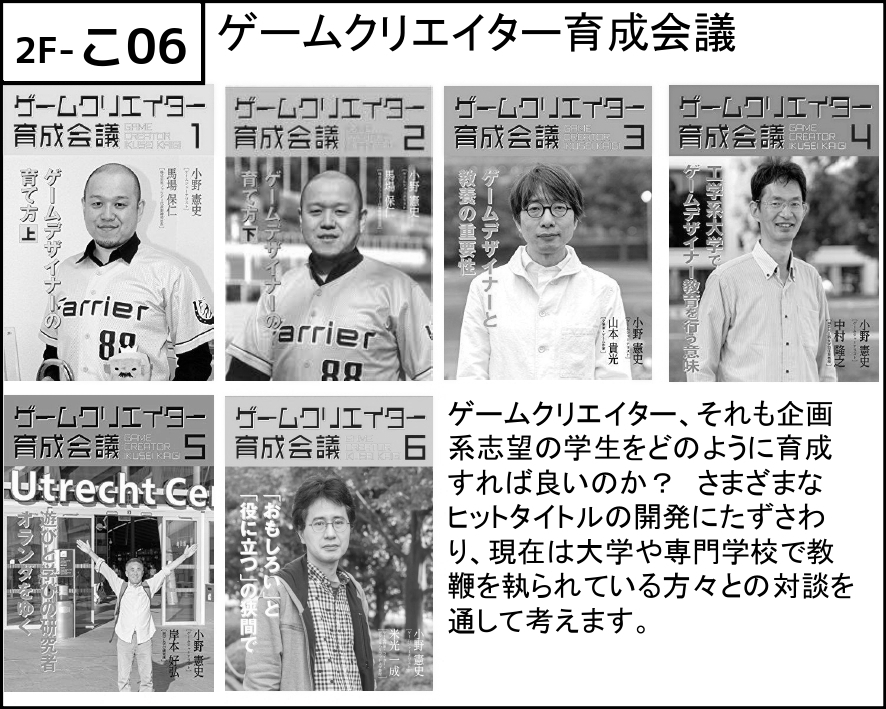 2F-こ06
ゲームクリエイター育成会議
ゲームクリエイター
育成会議 1
GAME
CREATOR
IKUSEI KAIGI
ゲームデザイナーの
育て方 上
小野 憲史
馬場 保仁
arrier
88
ゲームクリエイター
育成会議 2
ゲームデザイナーの
育て方 下
小野 憲史
馬場 保仁
arrier
88
ゲームクリエイター
育成会議 3
GAME
CREATOR
IKUSEI KAIGI
ゲームデザイナーと
教養の重要性
小野 憲史
山本 貴光
ゲームクリエイター
育成会議 4
GAME
CREATOR
IKUSEI KAIGI
工学系大学で
ゲームデザイナー教育を行う意味
小野 憲史
中村 隆之
ゲームクリエイター
育成会議 5
GAME
CREATOR
IKUSEI KAIGI
Utrecht Cen
遊びと学びの研究者
オランダをゆく
小野 憲史
岸本 好弘
ゲームクリエイター
育成会議 6
GAME
CREATOR
IKUSEI KAIGI
「おもしろい」と
「役に立つ」の狭間で
小野 憲史
米光 一成
ゲームクリエイター、それも企画
系志望の学生をどのように育成
すれば良いのか？　さまざまな
ヒットタイトルの開発にたずさわ
り、現在は大学や専門学校で教
鞭を執られている方々との対談を
通して考えます。